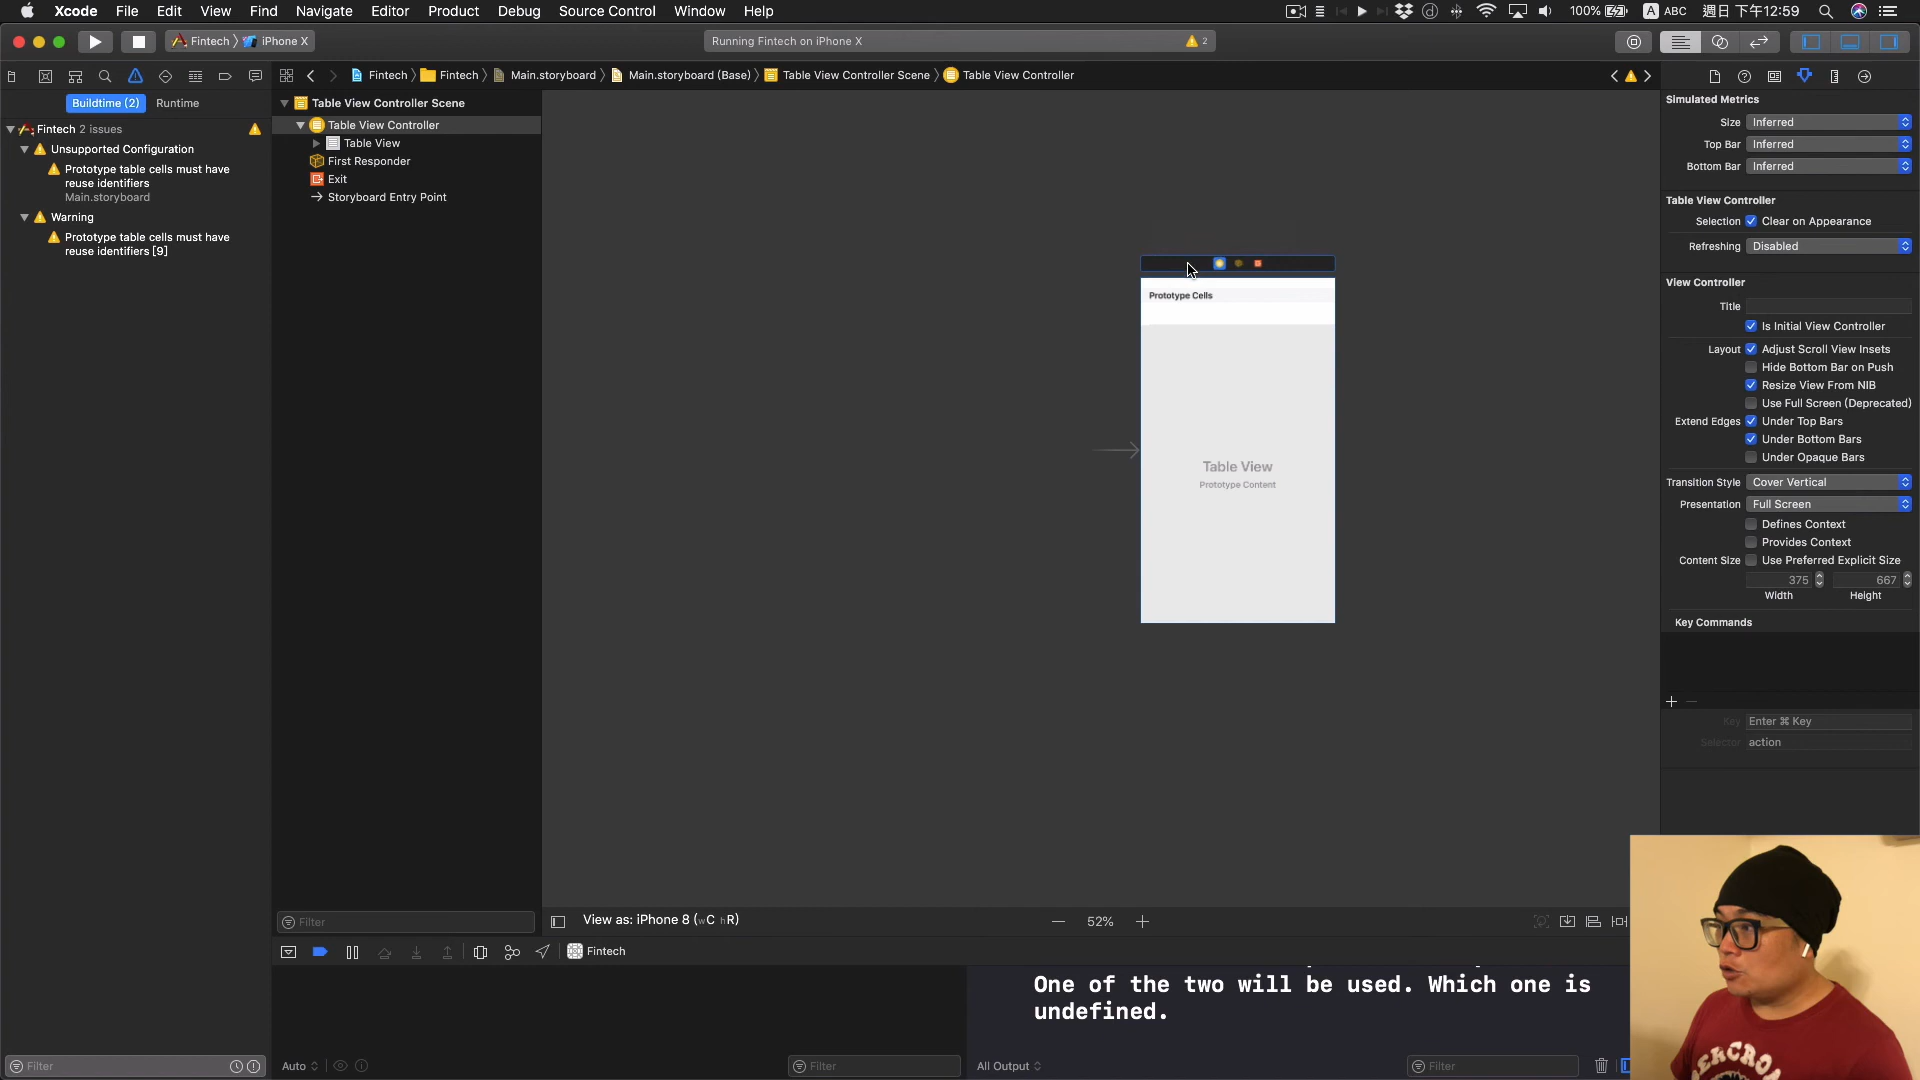 Xcode File Edit View Find Navigate Editor Product Debug Source Control Window Help
100% A ABC 週日 下午12:59
Fintech iPhone X
Running Fintech on iPhone X
2
Fintech Fintech Main.storyboard Main.storyboard (Base) Table View Controller Scene Table View Controller
Buildtime (2) Runtime
Fintech 2 issues
Unsupported Configuration
Prototype table cells must have
reuse identifiers
Main.storyboard
Warning
Prototype table cells must have
reuse identifiers [9]
Filter
Table View Controller Scene
Table View Controller
Table View
First Responder
Exit
Storyboard Entry Point
Filter
Prototype Cells
Table View
Prototype Content
View as: iPhone 8 (wC hR)
52%
Fintech
Auto
Filter
One of the two will be used. Which one is
undefined.
All Output
Filter
Simulated Metrics
Size Inferred
Top Bar Inferred
Bottom Bar Inferred
Table View Controller
Selection Clear on Appearance
Refreshing Disabled
View Controller
Title
Is Initial View Controller
Layout Adjust Scroll View Insets
Hide Bottom Bar on Push
Resize View From NIB
Use Full Screen (Deprecated)
Extend Edges Under Top Bars
Under Bottom Bars
Under Opaque Bars
Transition Style Cover Vertical
Presentation Full Screen
Defines Context
Provides Context
Content Size Use Preferred Explicit Size
375 667
Width Height
Key Commands
Key Enter ⌘ Key
Selector action